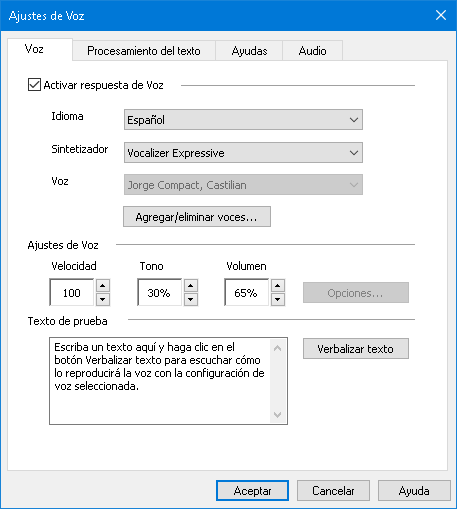 Ajustes de Voz
Voz Procesamiento del texto Ayudas Audio
Activar respuesta de Voz
Idioma Español
Sintetizador Vocalizer Expressive
Voz Jorge Compact, Castilian
Agregar/eliminar voces...
Ajustes de Voz
Velocidad Tono Volumen
100 30% 65% Opciones...
Texto de prueba
Escriba un texto aquí y haga clic en el
botón Verbalizar texto para escuchar cómo
lo reproducirá la voz con la configuración de
voz seleccionada.
Verbalizar texto
Aceptar Cancelar Ayuda